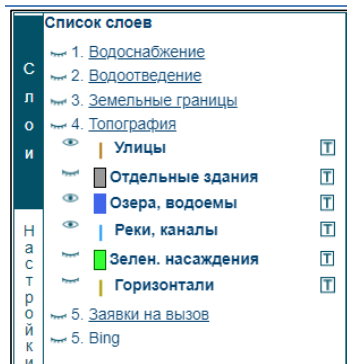 Список слоев
1. Водоснабжение
2. Водоотведение
3. Земельные границы
4. Топография
Улицы T
Отдельные здания T
Озера, водоемы T
Реки, каналы T
Зелен. насаждения T
Горизонтали T
5. Заявки на вызов
5. Bing
Слои
Настройки